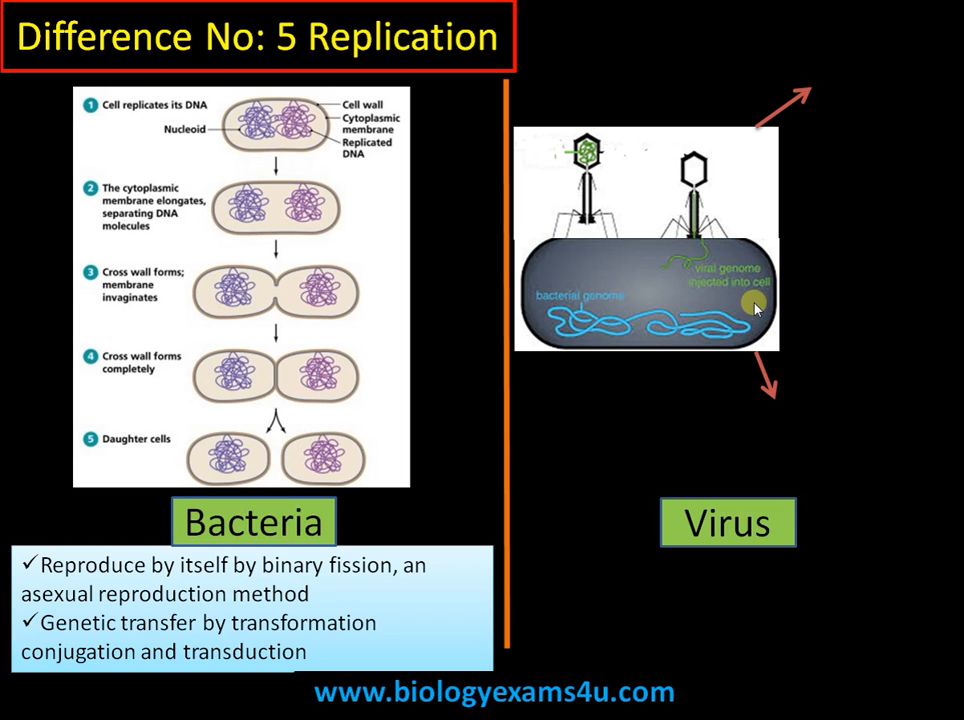 Difference No: 5 Replication
1 Cell replicates its DNA
Nucleoid
Cell wall
Cytoplasmic
membrane
Replicated
DNA
2 The cytoplasmic
membrane elongates,
separating DNA
molecules
3 Cross wall forms;
membrane
invaginates
4 Cross wall forms
completely
5 Daughter cells
Bacteria
✓Reproduce by itself by binary fission, an
asexual reproduction method
✓Genetic transfer by transformation
conjugation and transduction
viral genome
injected into cell
bacterial genome
Virus
www.biologyexams4u.com